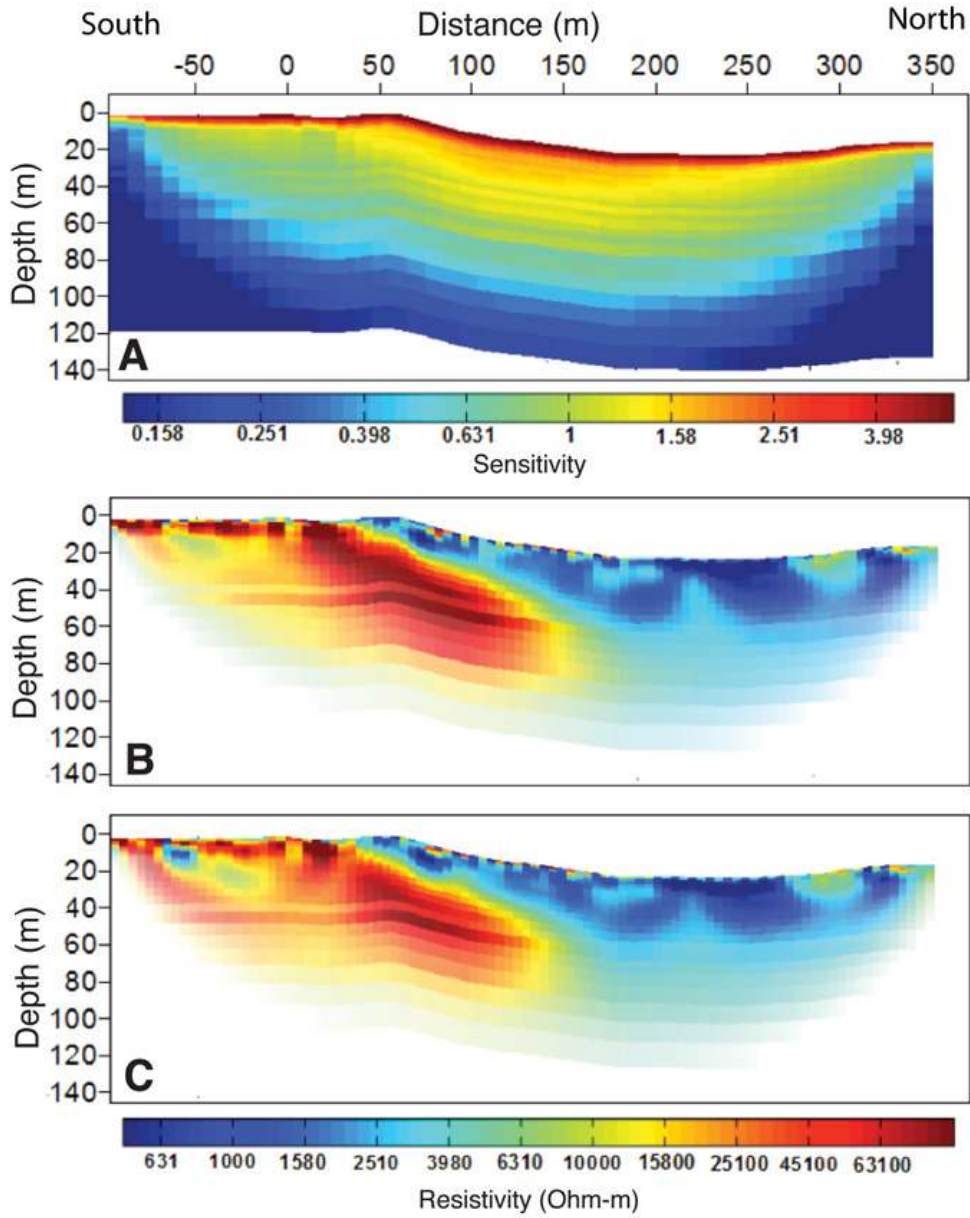 South Distance (m) North
-50 0 50 100 150 200 250 300 350
Depth (m)
0
20
40
60
80
100
120
140
A
0.158 0.251 0.398 0.631 1 1.58 2.51 3.98
Sensitivity
Depth (m)
0
20
40
60
80
100
120
140
B
Depth (m)
0
20
40
60
80
100
120
140
C
631 1000 1580 2510 3980 6310 10000 15800 25100 45100 63100
Resistivity (Ohm-m)